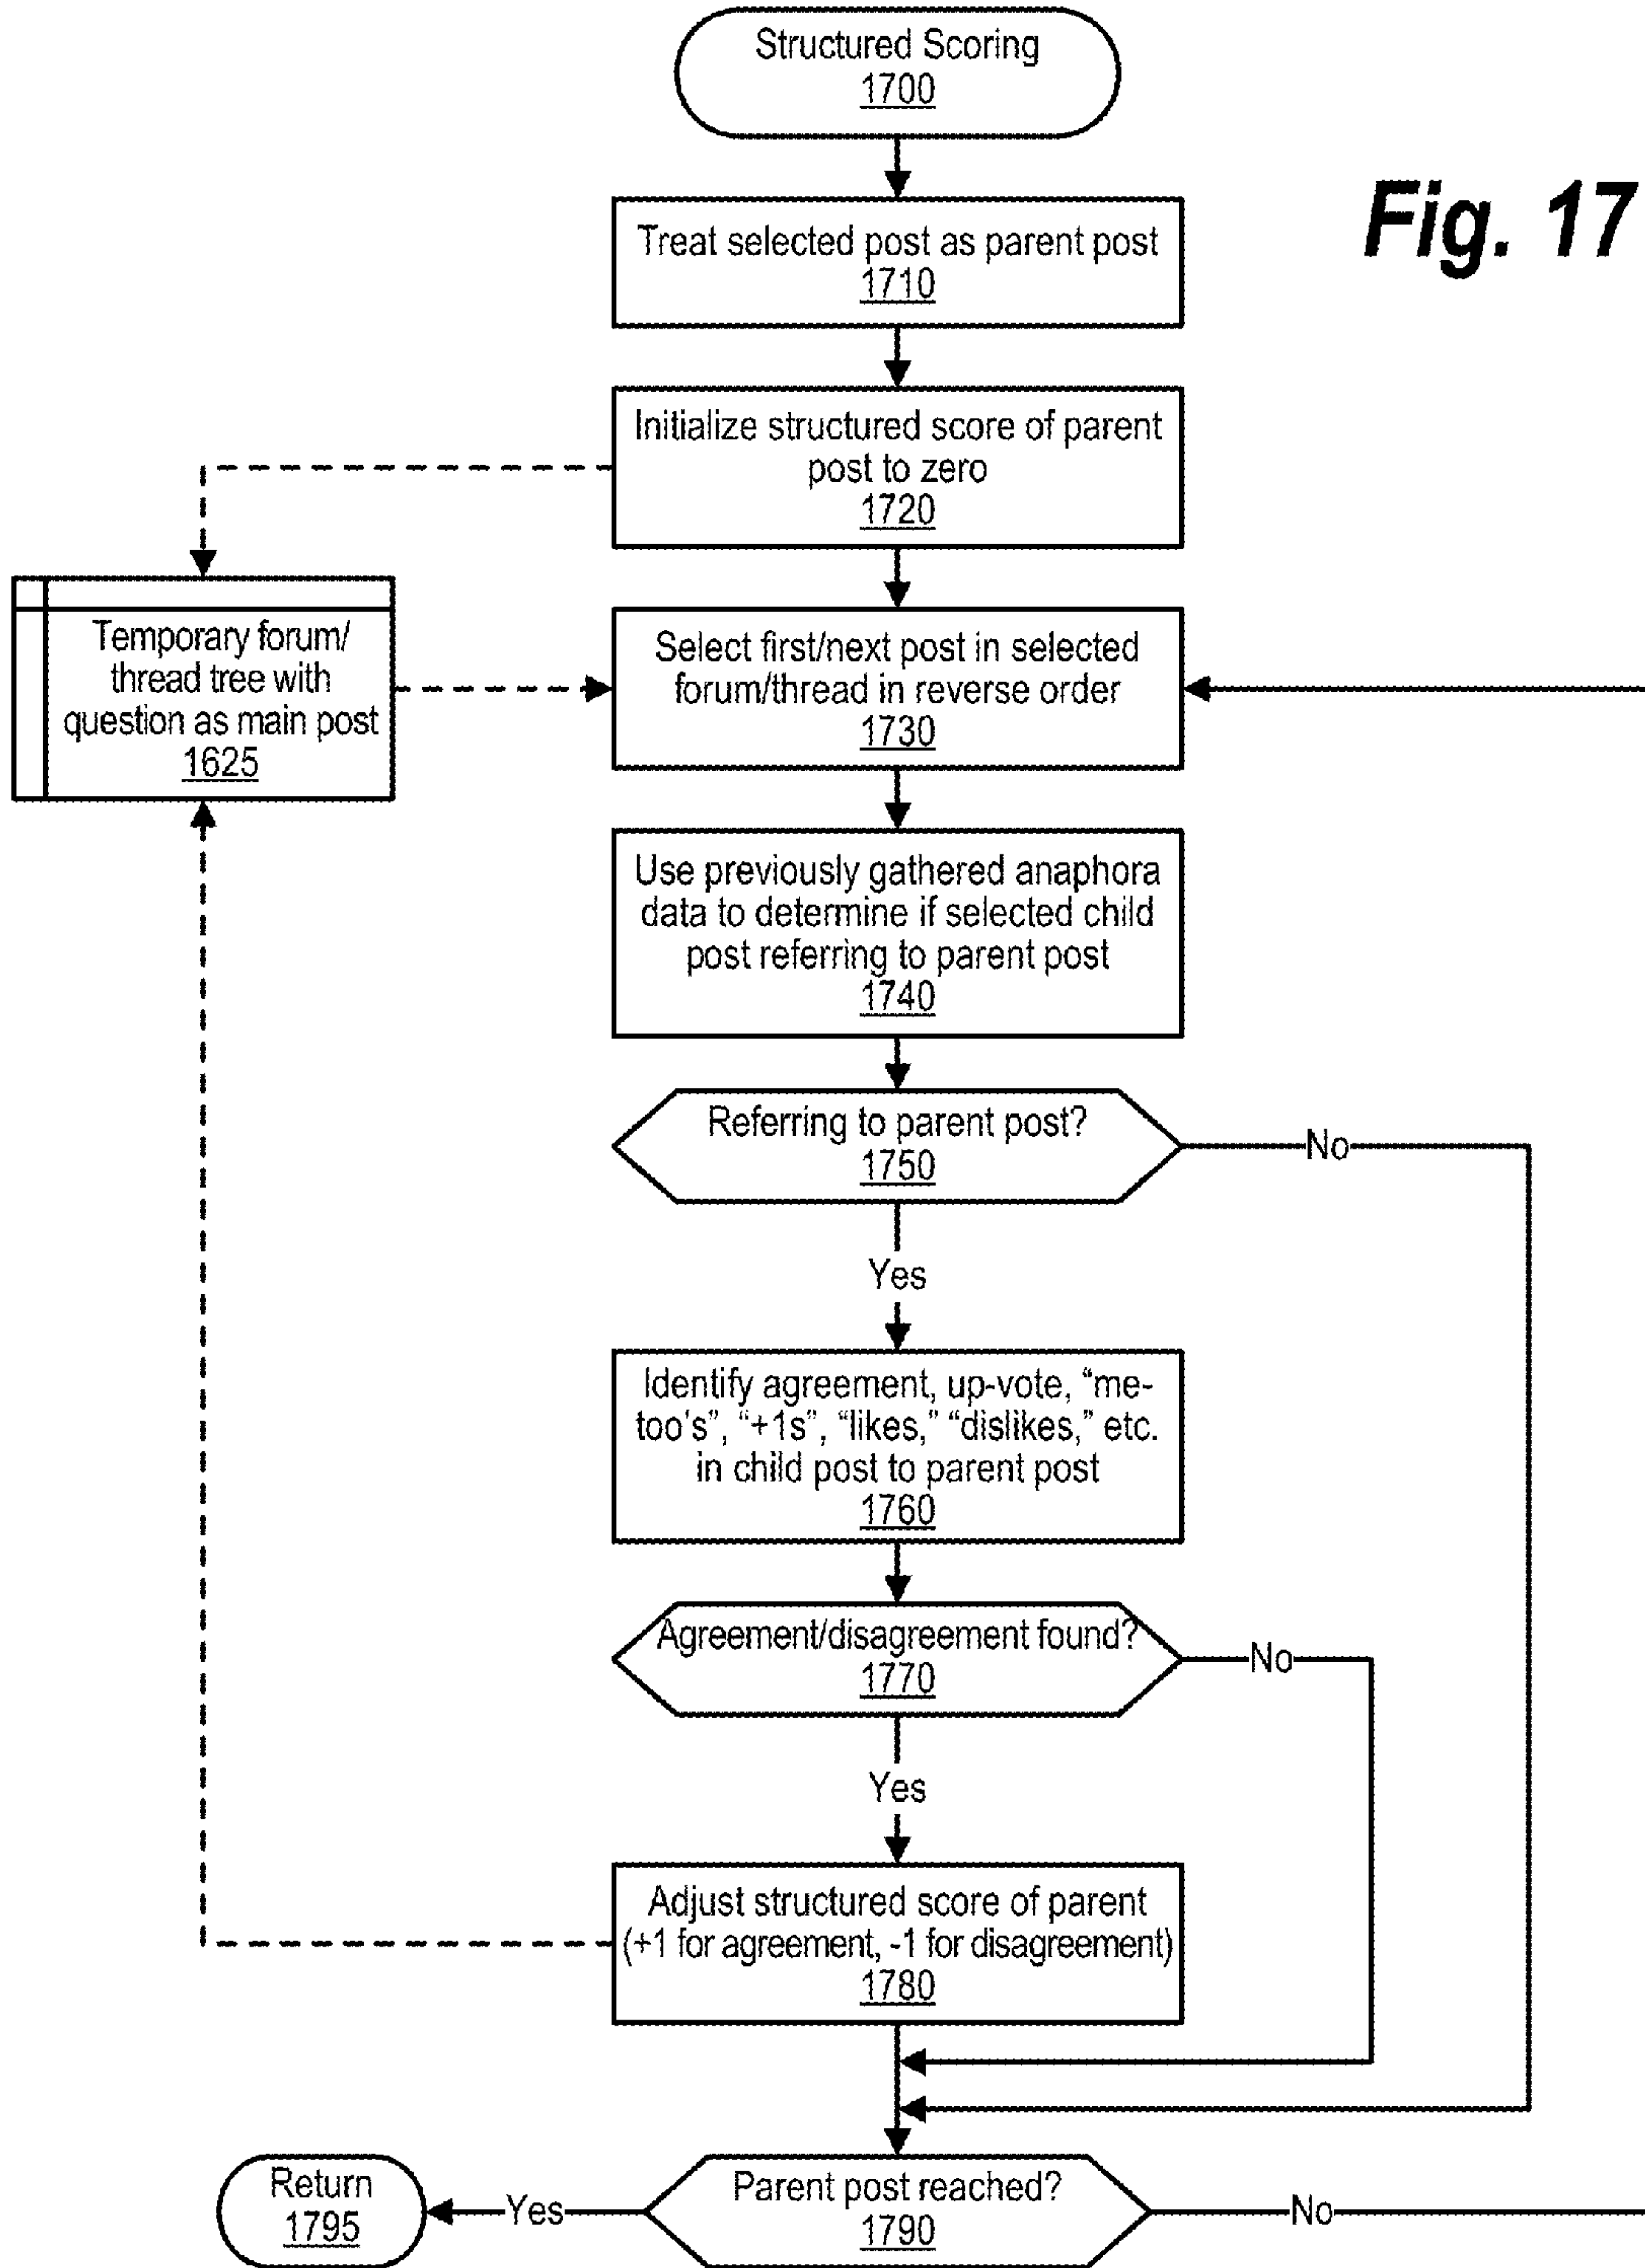 Structured Scoring
1700
Fig. 17
Treat selected post as parent post
1710
Initialize structured score of parent
post to zero
1720
Temporary forum/
thread tree with
question as main post
1625
Select first/next post in selected
forum/thread in reverse order
1730
Use previously gathered anaphora
data to determine if selected child
post referring to parent post
1740
Referring to parent post?
1750
No
Yes
Identify agreement, up-vote, “me-
too’s”, “+1s”, “likes,” “dislikes,” etc.
in child post to parent post
1760
Agreement/disagreement found?
1770
No
Yes
Adjust structured score of parent
(+1 for agreement, -1 for disagreement)
1780
Return
1795
Yes
Parent post reached?
1790
No